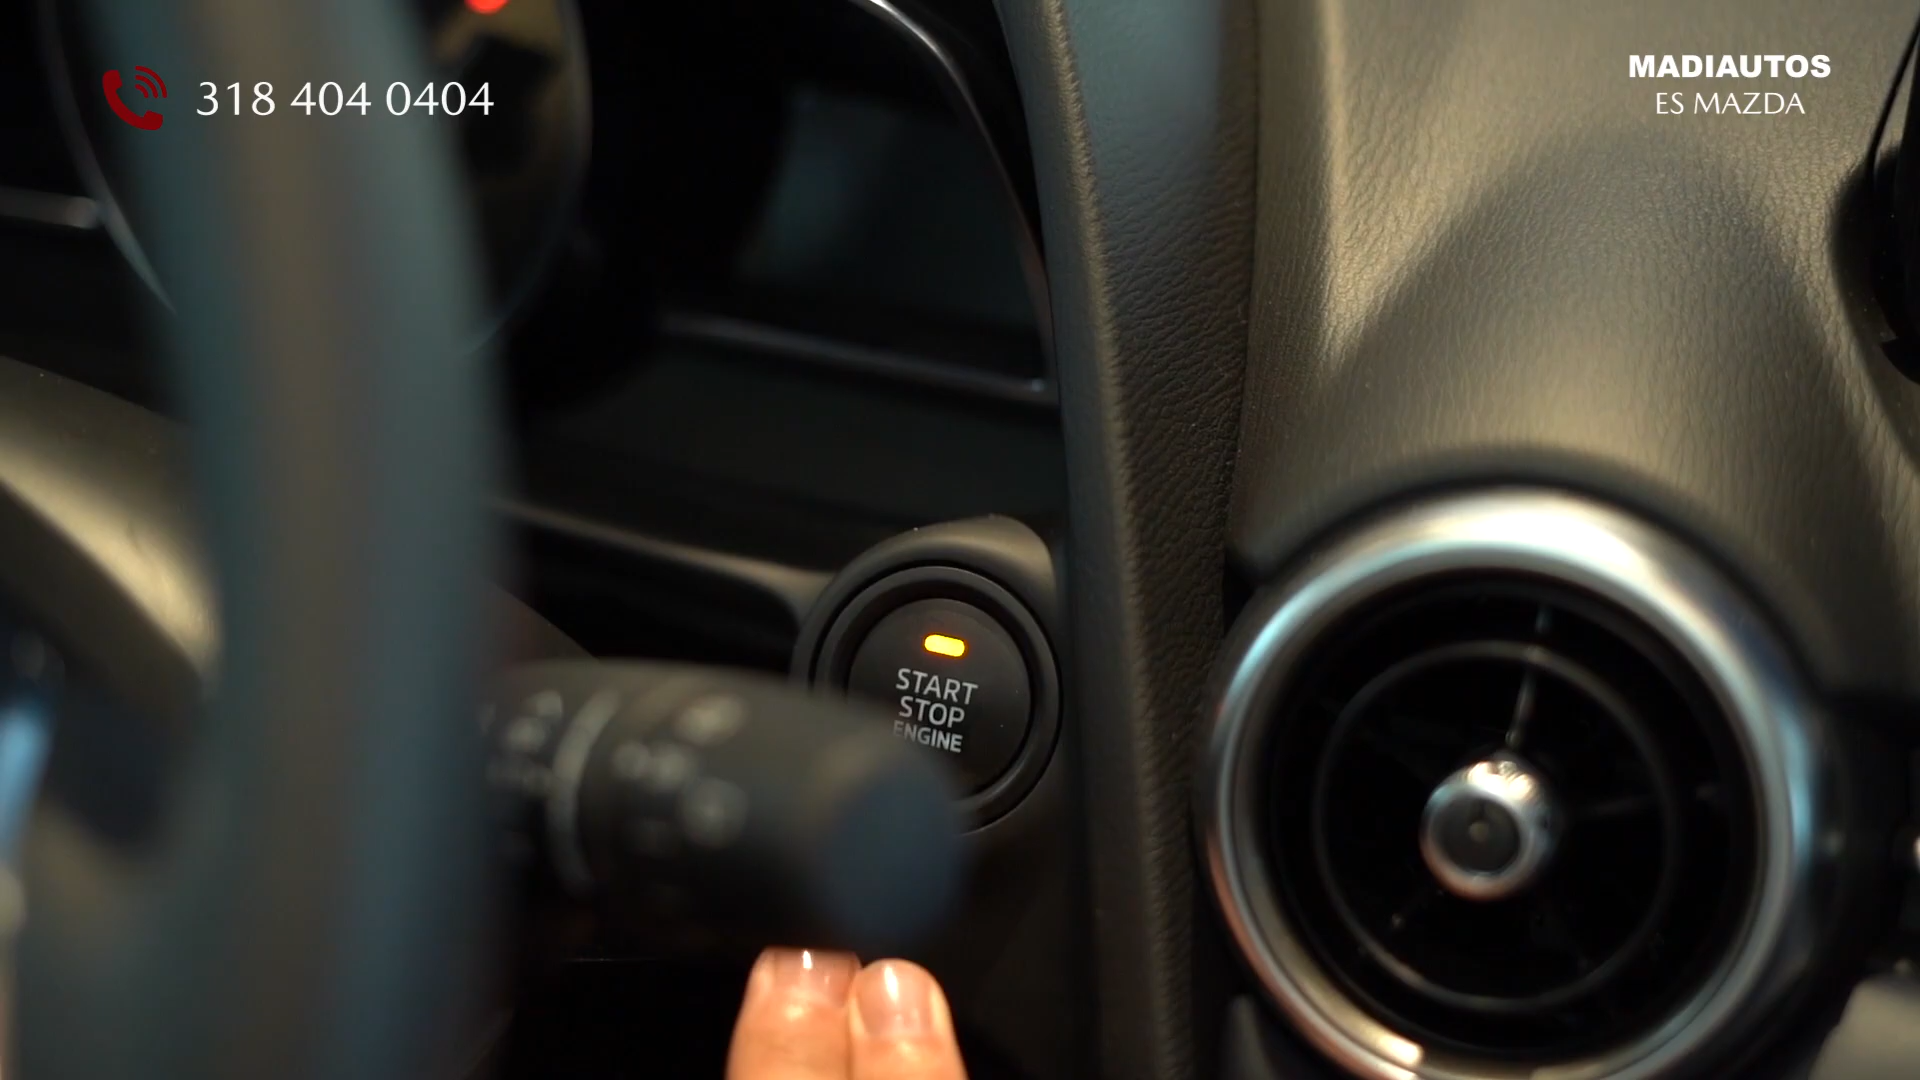 318 404 0404
MADIAUTOS
ES MAZDA
START
STOP
ENGINE